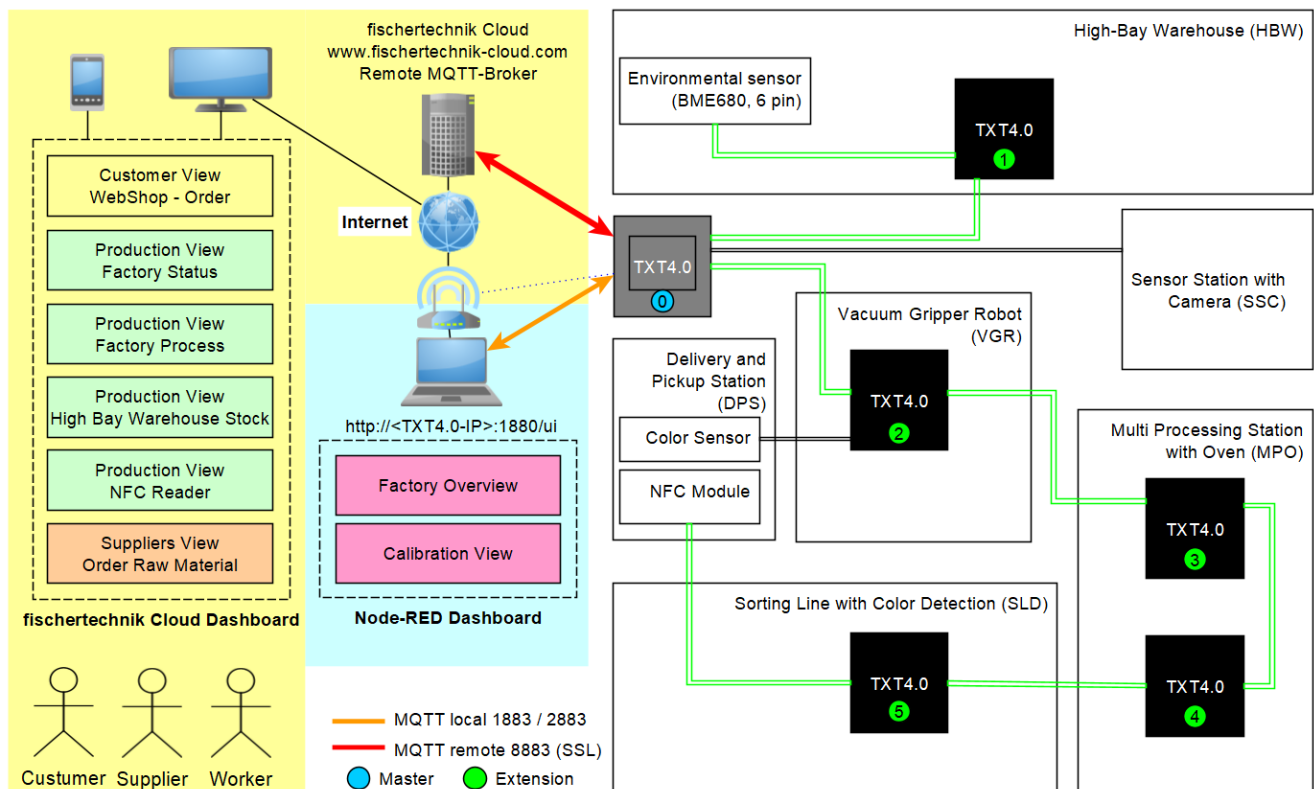 fischertechnik Cloud
www.fischertechnik-cloud.com
Remote MQTT-Broker
Customer View
WebShop - Order
Production View
Factory Status
Production View
Factory Process
Production View
High Bay Warehouse Stock
Production View
NFC Reader
Suppliers View
Order Raw Material
fischertechnik Cloud Dashboard
Custumer
Supplier
Worker
Internet
http://<TXT4.0-IP>:1880/ui
Factory Overview
Calibration View
Node-RED Dashboard
MQTT local 1883 / 2883
MQTT remote 8883 (SSL)
Master
Extension
High-Bay Warehouse (HBW)
Environmental sensor
(BME680, 6 pin)
TXT4.0
1
TXT4.0
0
Sensor Station with
Camera (SSC)
Vacuum Gripper Robot
(VGR)
TXT4.0
2
Delivery and
Pickup Station
(DPS)
Color Sensor
NFC Module
Multi Processing Station
with Oven (MPO)
TXT4.0
3
TXT4.0
4
Sorting Line with Color Detection (SLD)
TXT4.0
5